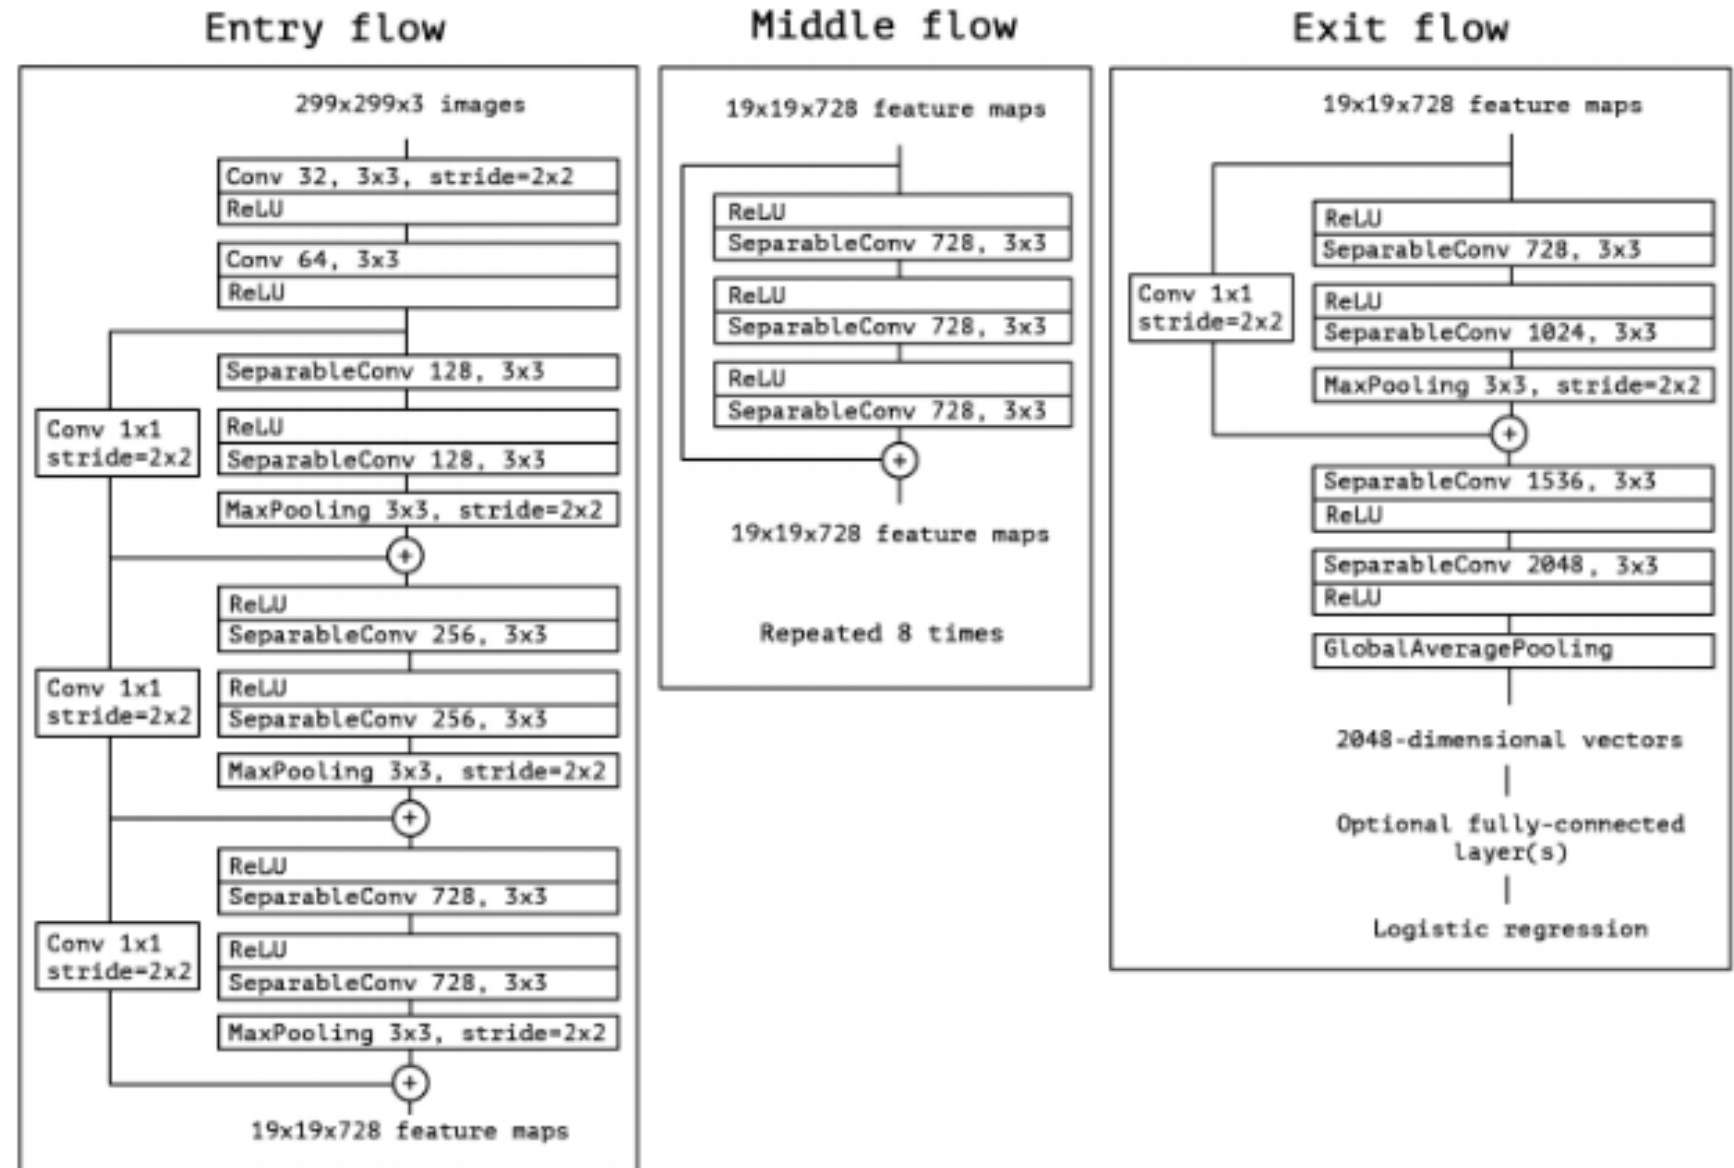 Entry flow
299x299x3 images
Conv 32, 3x3, stride=2x2
ReLU
Conv 64, 3x3
ReLU
SeparableConv 128, 3x3
Conv 1x1
stride=2x2
ReLU
SeparableConv 128, 3x3
MaxPooling 3x3, stride=2x2
+
ReLU
SeparableConv 256, 3x3
Conv 1x1
stride=2x2
ReLU
SeparableConv 256, 3x3
MaxPooling 3x3, stride=2x2
+
ReLU
SeparableConv 728, 3x3
Conv 1x1
stride=2x2
ReLU
SeparableConv 728, 3x3
MaxPooling 3x3, stride=2x2
+
19x19x728 feature maps
Middle flow
19x19x728 feature maps
ReLU
SeparableConv 728, 3x3
ReLU
SeparableConv 728, 3x3
ReLU
SeparableConv 728, 3x3
+
19x19x728 feature maps
Repeated 8 times
Exit flow
19x19x728 feature maps
ReLU
SeparableConv 728, 3x3
Conv 1x1
stride=2x2
ReLU
SeparableConv 1024, 3x3
MaxPooling 3x3, stride=2x2
+
SeparableConv 1536, 3x3
ReLU
SeparableConv 2048, 3x3
ReLU
GlobalAveragePooling
2048-dimensional vectors
Optional fully-connected
layer(s)
Logistic regression